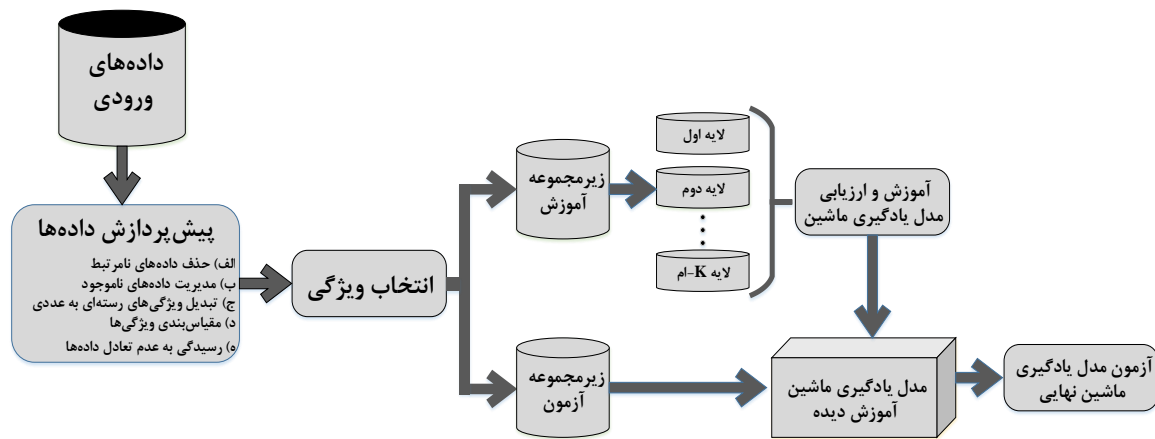 داده‌های
ورودی
پیش‌پردازش داده‌ها
الف) حذف داده‌های نامرتبط
ب) مدیریت داده‌های ناموجود
ج) تبدیل ویژگی‌های رسته‌ای به عددی
د) مقیاس‌بندی ویژگی‌ها
ه) رسیدگی به عدم تعادل داده‌ها
انتخاب ویژگی
زیرمجموعه
آموزش
لایه اول
لایه دوم
لایه K-ام
آموزش و ارزیابی
مدل یادگیری ماشین
زیرمجموعه
آزمون
مدل یادگیری ماشین
آموزش دیده
آزمون مدل یادگیری
ماشین نهایی